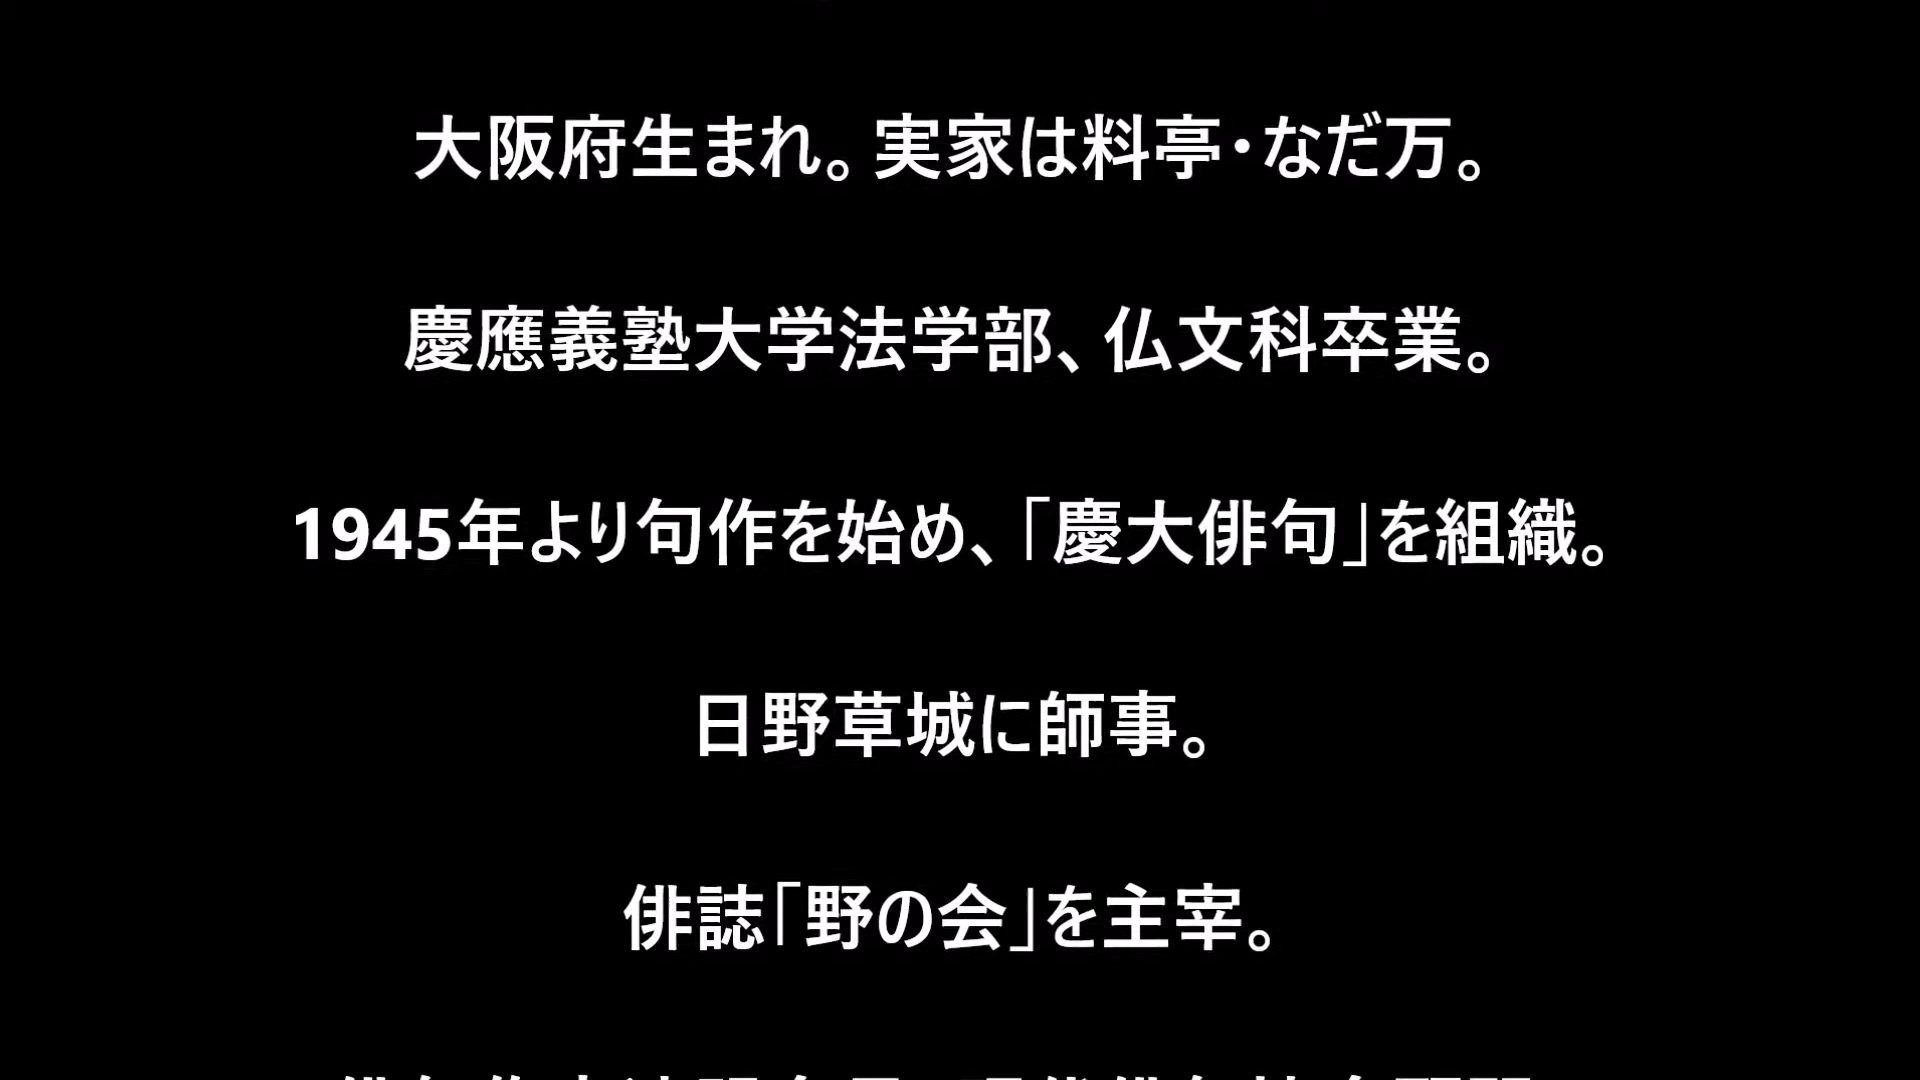 大阪府生まれ。実家は料亭・なだ万。
慶應義塾大学法学部、仏文科卒業。
1945年より句作を始め、「慶大俳句」を組織。
日野草城に師事。
俳誌「野の会」を主宰。